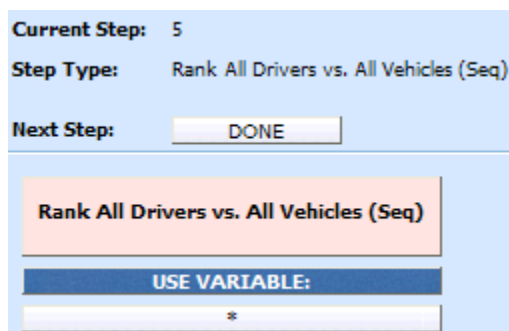 Current Step: 5
Step Type: Rank All Drivers vs. All Vehicles (Seq)
Next Step: DONE
Rank All Drivers vs. All Vehicles (Seq)
USE VARIABLE:
*